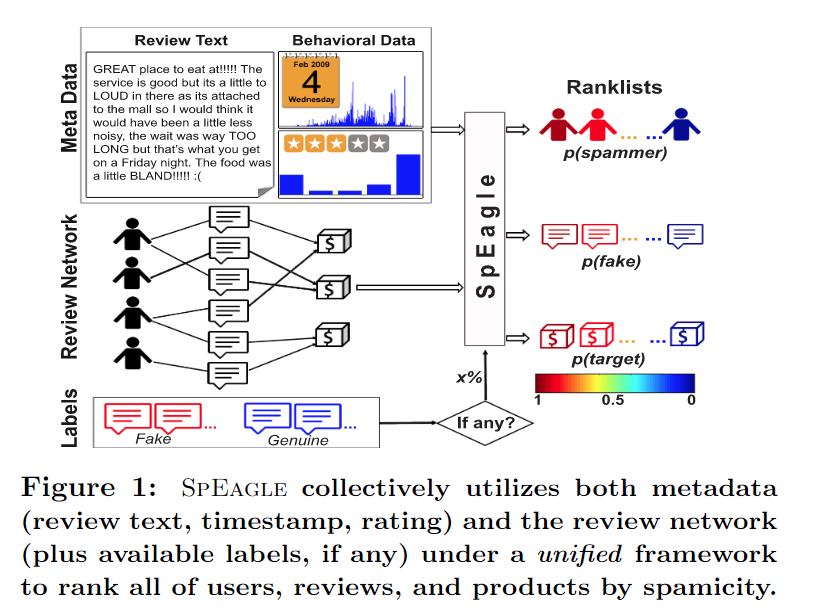 Review Text
Behavioral Data
Meta Data
GREAT place to eat at!!!!! The
service is good but its a little to
LOUD in there as its attached
to the mall so I would think it
would have been a little less
noisy, the wait was way TOO
LONG but that's what you get
on a Friday night. The food was
a little BLAND!!!!! :(
Feb 2009
4
Wednesday
Review Network
$
$
$
Labels
Fake
...
Genuine
...
If any?
x%
SpEagle
Ranklists
... ...
p(spammer)
... ...
p(fake)
$ $ ... ... $
p(target)
1 0.5 0
Figure 1: SpEagle collectively utilizes both metadata
(review text, timestamp, rating) and the review network
(plus available labels, if any) under a unified framework
to rank all of users, reviews, and products by spamicity.